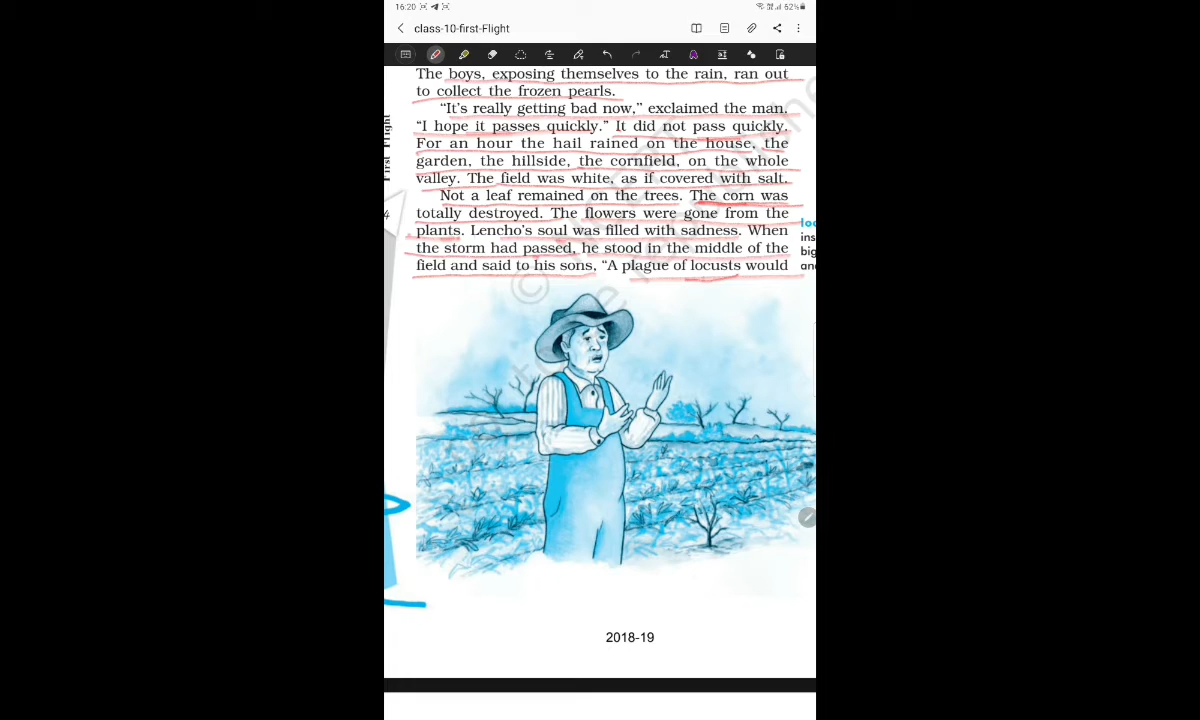 16:20
62%
class-10-first-Flight
The boys, exposing themselves to the rain, ran out
to collect the frozen pearls.
“It’s really getting bad now,” exclaimed the man.
“I hope it passes quickly.” It did not pass quickly.
For an hour the hail rained on the house, the
garden, the hillside, the cornfield, on the whole
valley. The field was white, as if covered with salt.
Not a leaf remained on the trees. The corn was
totally destroyed. The flowers were gone from the
plants. Lencho’s soul was filled with sadness. When
the storm had passed, he stood in the middle of the
field and said to his sons, “A plague of locusts would
First Flight
4
loc
ins
big
an
2018-19